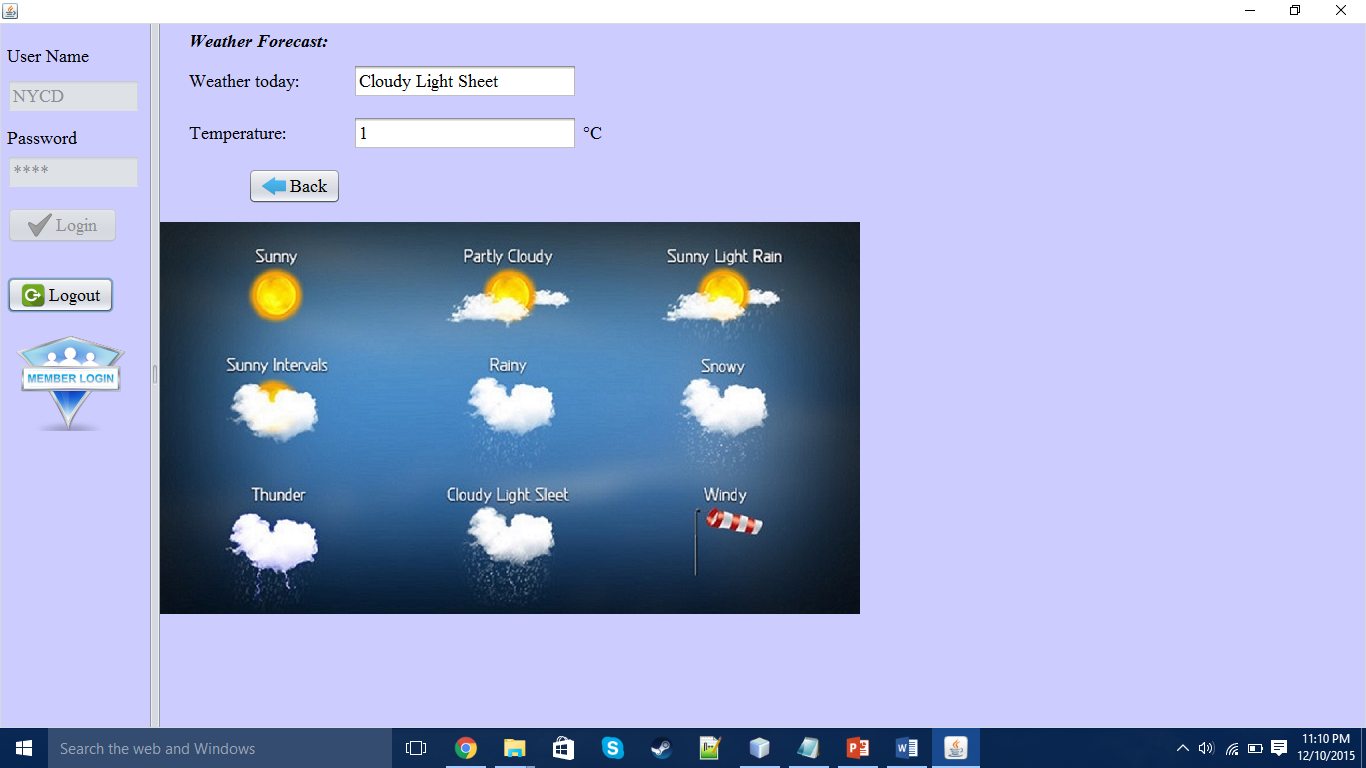 User Name
NYCD
Password
****
Login
Logout
MEMBER LOGIN
Weather Forecast:
Weather today: Cloudy Light Sheet
Temperature: 1 °C
Back
Sunny Partly Cloudy Sunny Light Rain
Sunny Intervals Rainy Snowy
Thunder Cloudy Light Sleet Windy
Search the web and Windows
11:10 PM
12/10/2015